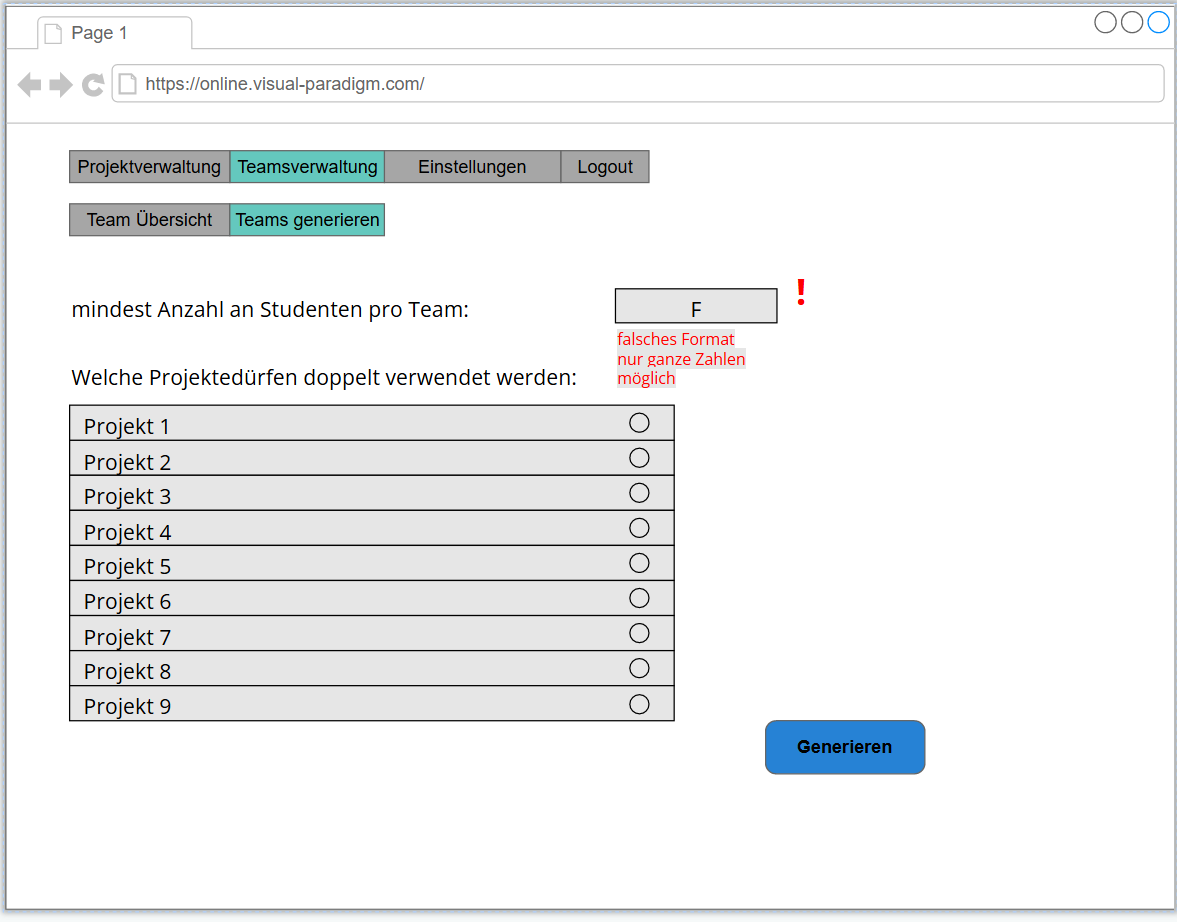 Page 1
https://online.visual-paradigm.com/
Projektverwaltung Teamsverwaltung Einstellungen Logout
Team Übersicht Teams generieren
mindest Anzahl an Studenten pro Team: F !
falsches Format
nur ganze Zahlen
möglich
Welche Projektedürfen doppelt verwendet werden:
Projekt 1
Projekt 2
Projekt 3
Projekt 4
Projekt 5
Projekt 6
Projekt 7
Projekt 8
Projekt 9
Generieren